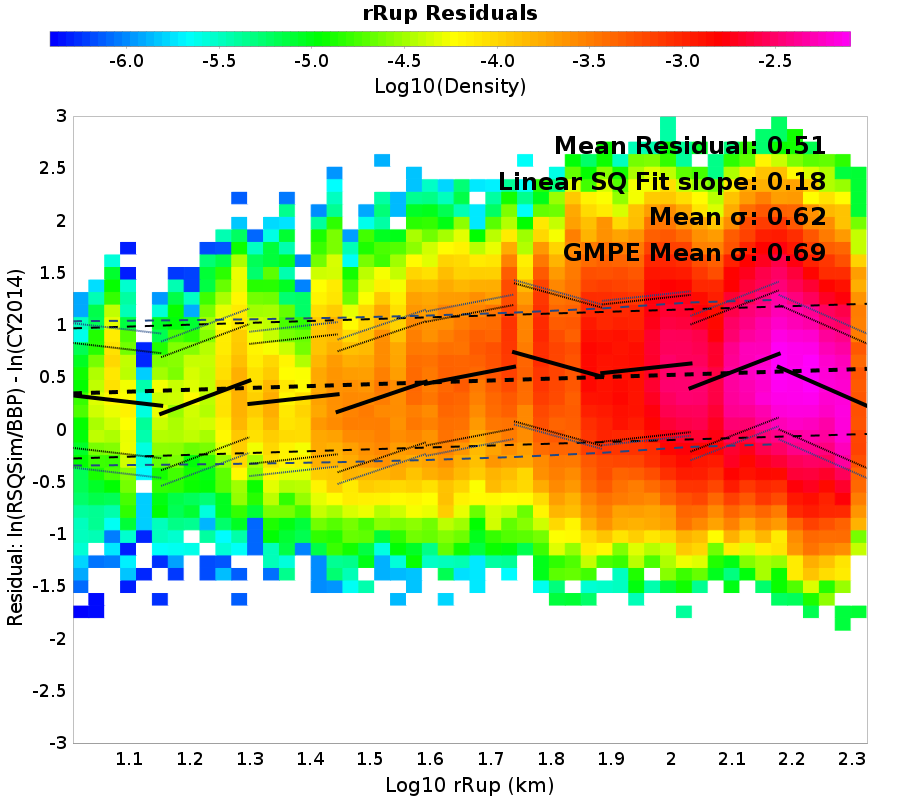 rRup Residuals
-6.0 -5.5 -5.0 -4.5 -4.0 -3.5 -3.0 -2.5
Log10(Density)
Mean Residual: 0.51
Linear SQ Fit slope: 0.18
Mean σ: 0.62
GMPE Mean σ: 0.69
Residual: ln(RSQSim/BBP) - ln(CY2014)
3
2.5
2
1.5
1
0.5
0
-0.5
-1
-1.5
-2
-2.5
-3
1.1 1.2 1.3 1.4 1.5 1.6 1.7 1.8 1.9 2 2.1 2.2 2.3
Log10 rRup (km)